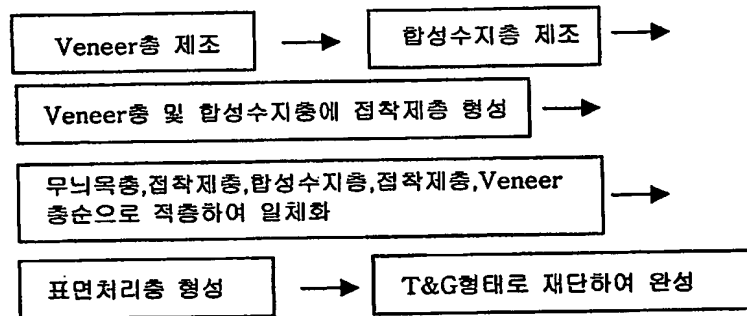 Veneer층 제조
합성수지층 제조
Veneer층 및 합성수지층에 접착제층 형성
무늬목층,접착제층,합성수지층,접착제층,Veneer
층순으로 적층하여 일체화
표면처리층 형성
T&G형태로 재단하여 완성